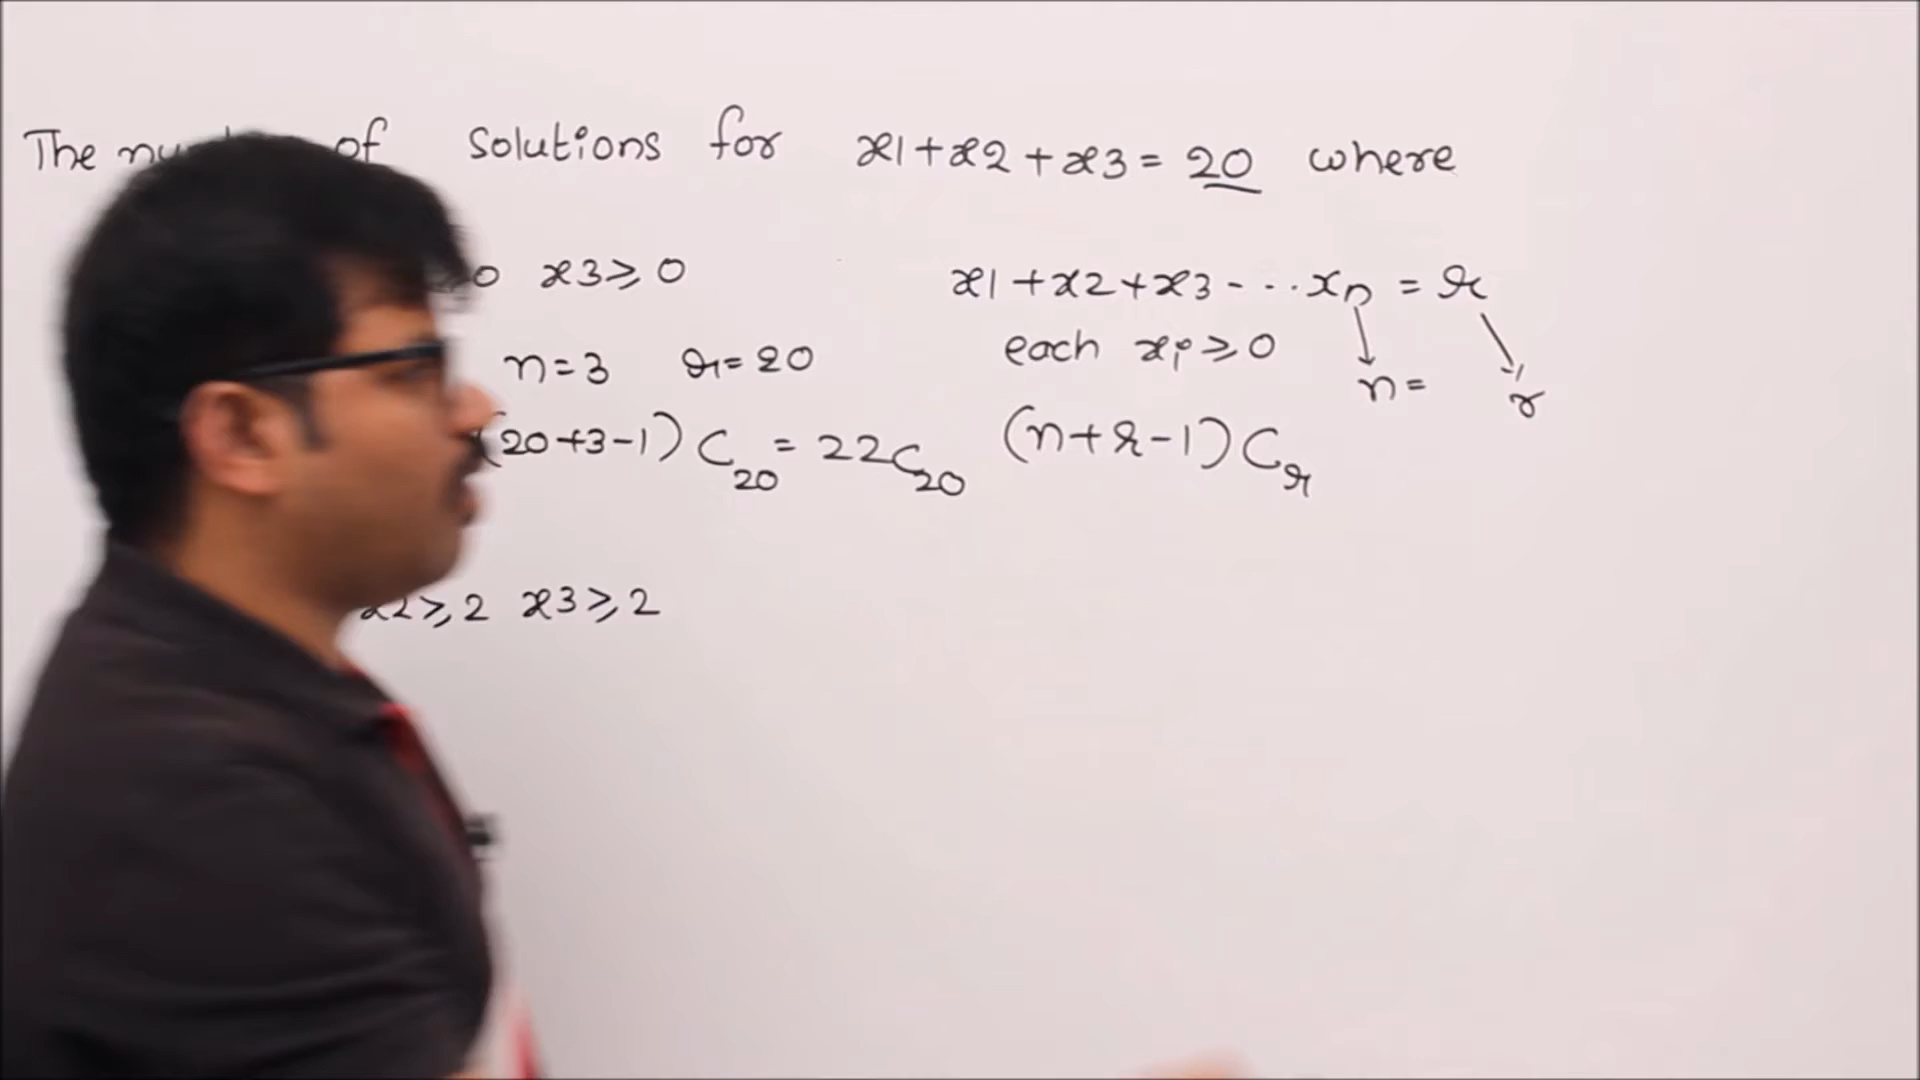 The of solutions for x1+x2+x3=20 where
x3≥0
n=3 r=20
(20+3-1)C20=22C20
x2≥2 x3≥2
x1+x2+x3-...xn=r
each xi≥0
n= r
(n+r-1)Cr